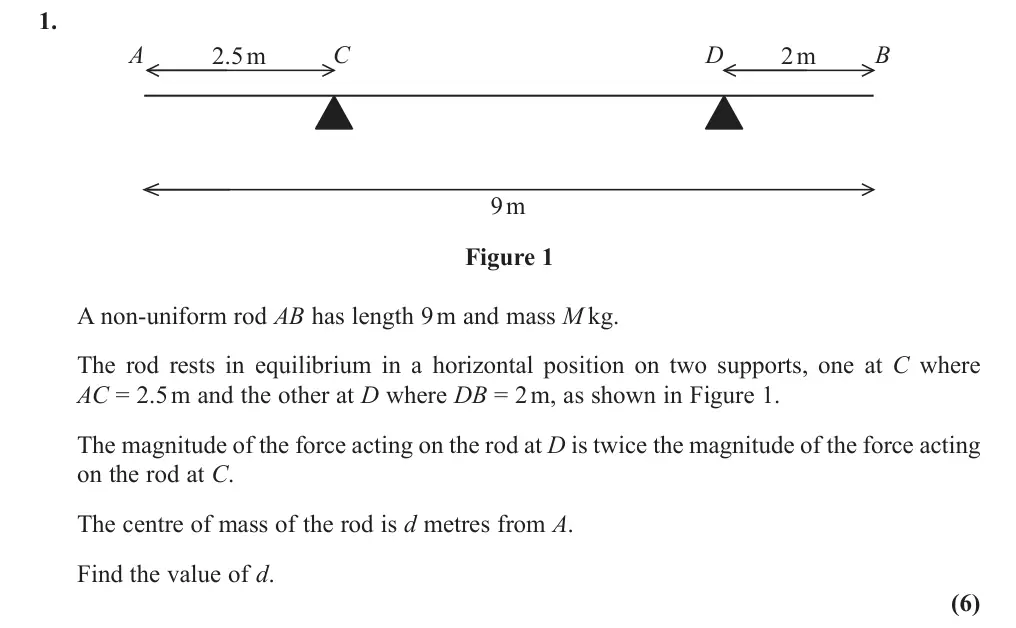 1.
A 2.5 m C D 2 m B
9 m
Figure 1
A non-uniform rod AB has length 9 m and mass M kg.
The rod rests in equilibrium in a horizontal position on two supports, one at C where
AC = 2.5 m and the other at D where DB = 2 m, as shown in Figure 1.
The magnitude of the force acting on the rod at D is twice the magnitude of the force acting
on the rod at C.
The centre of mass of the rod is d metres from A.
Find the value of d.
(6)